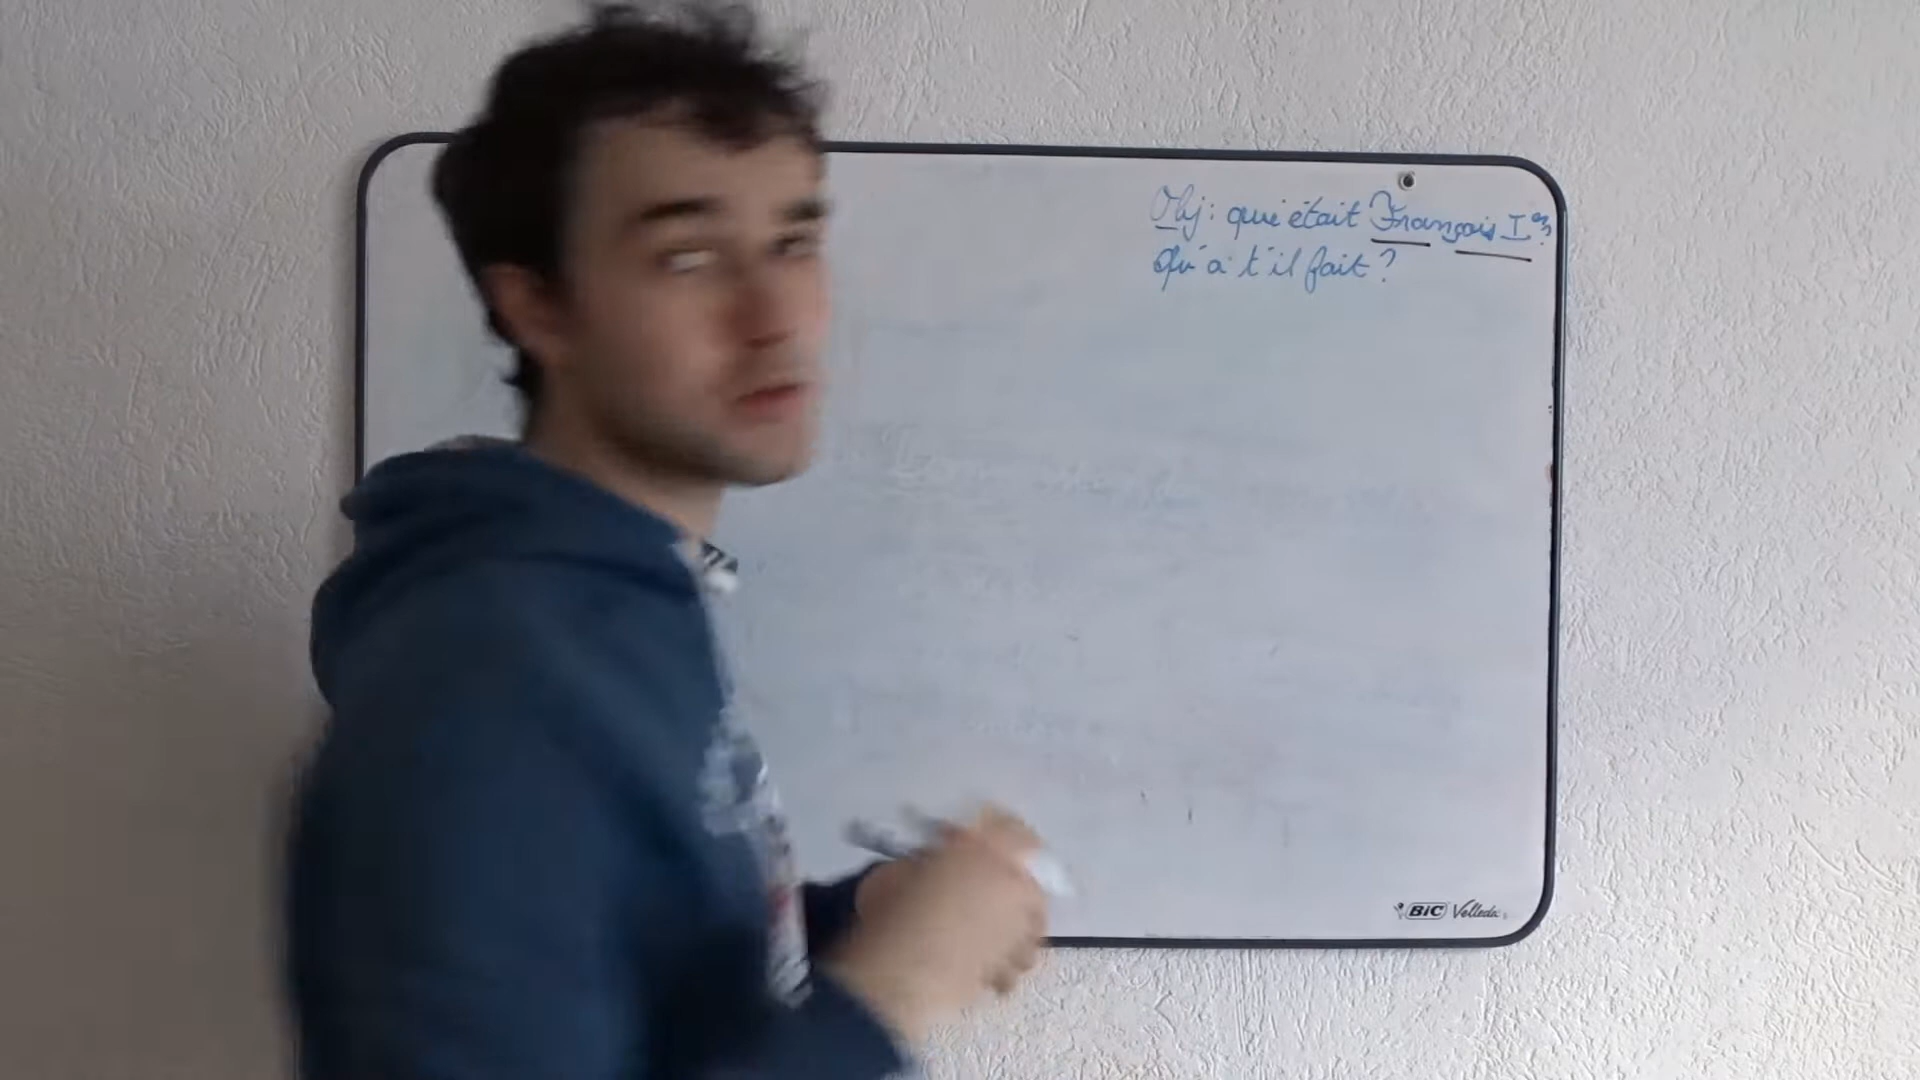 Obj : qui était François Ier?
Qu'a t'il fait ?
BIC Velleda